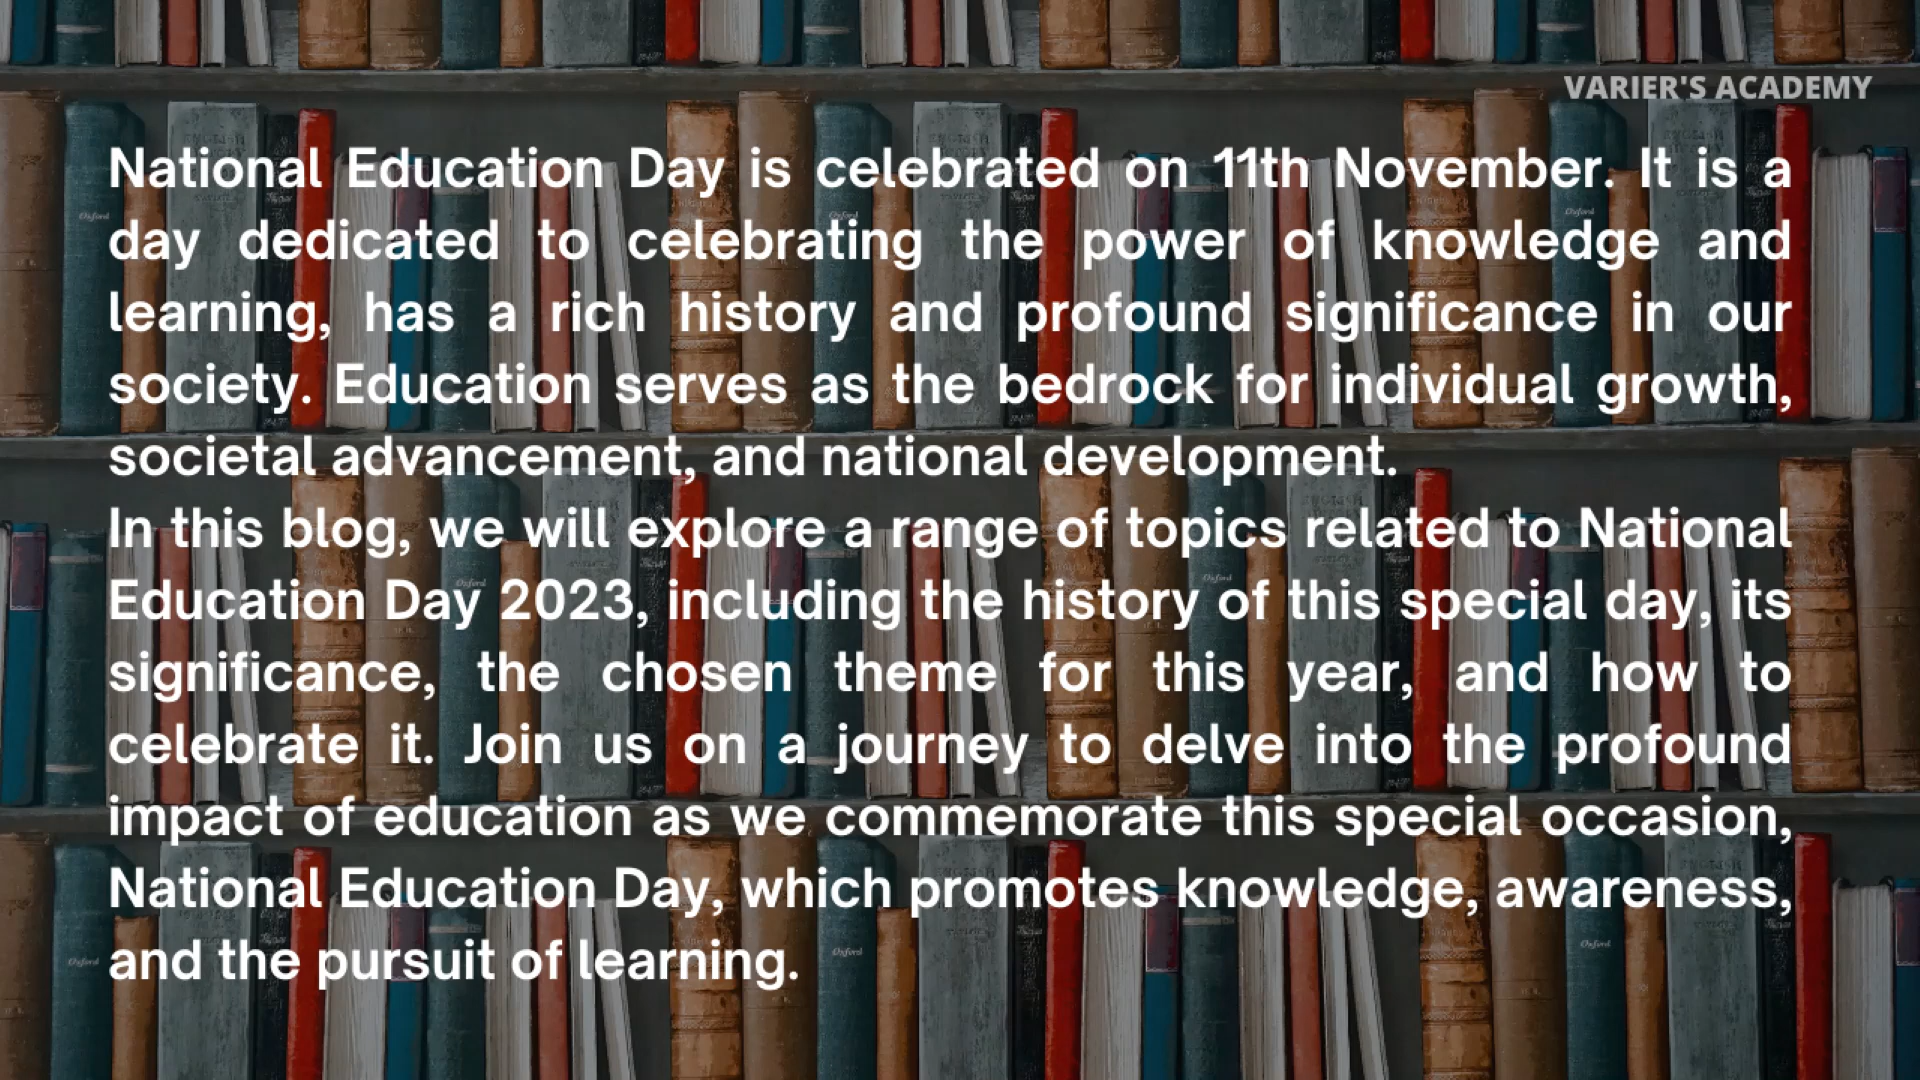 VARIER'S ACADEMY
National Education Day is celebrated on 11th November. It is a
day dedicated to celebrating the power of knowledge and
learning, has a rich history and profound significance in our
society. Education serves as the bedrock for individual growth,
societal advancement, and national development.
In this blog, we will explore a range of topics related to National
Education Day 2023, including the history of this special day, its
significance, the chosen theme for this year, and how to
celebrate it. Join us on a journey to delve into the profound
impact of education as we commemorate this special occasion,
National Education Day, which promotes knowledge, awareness,
and the pursuit of learning.